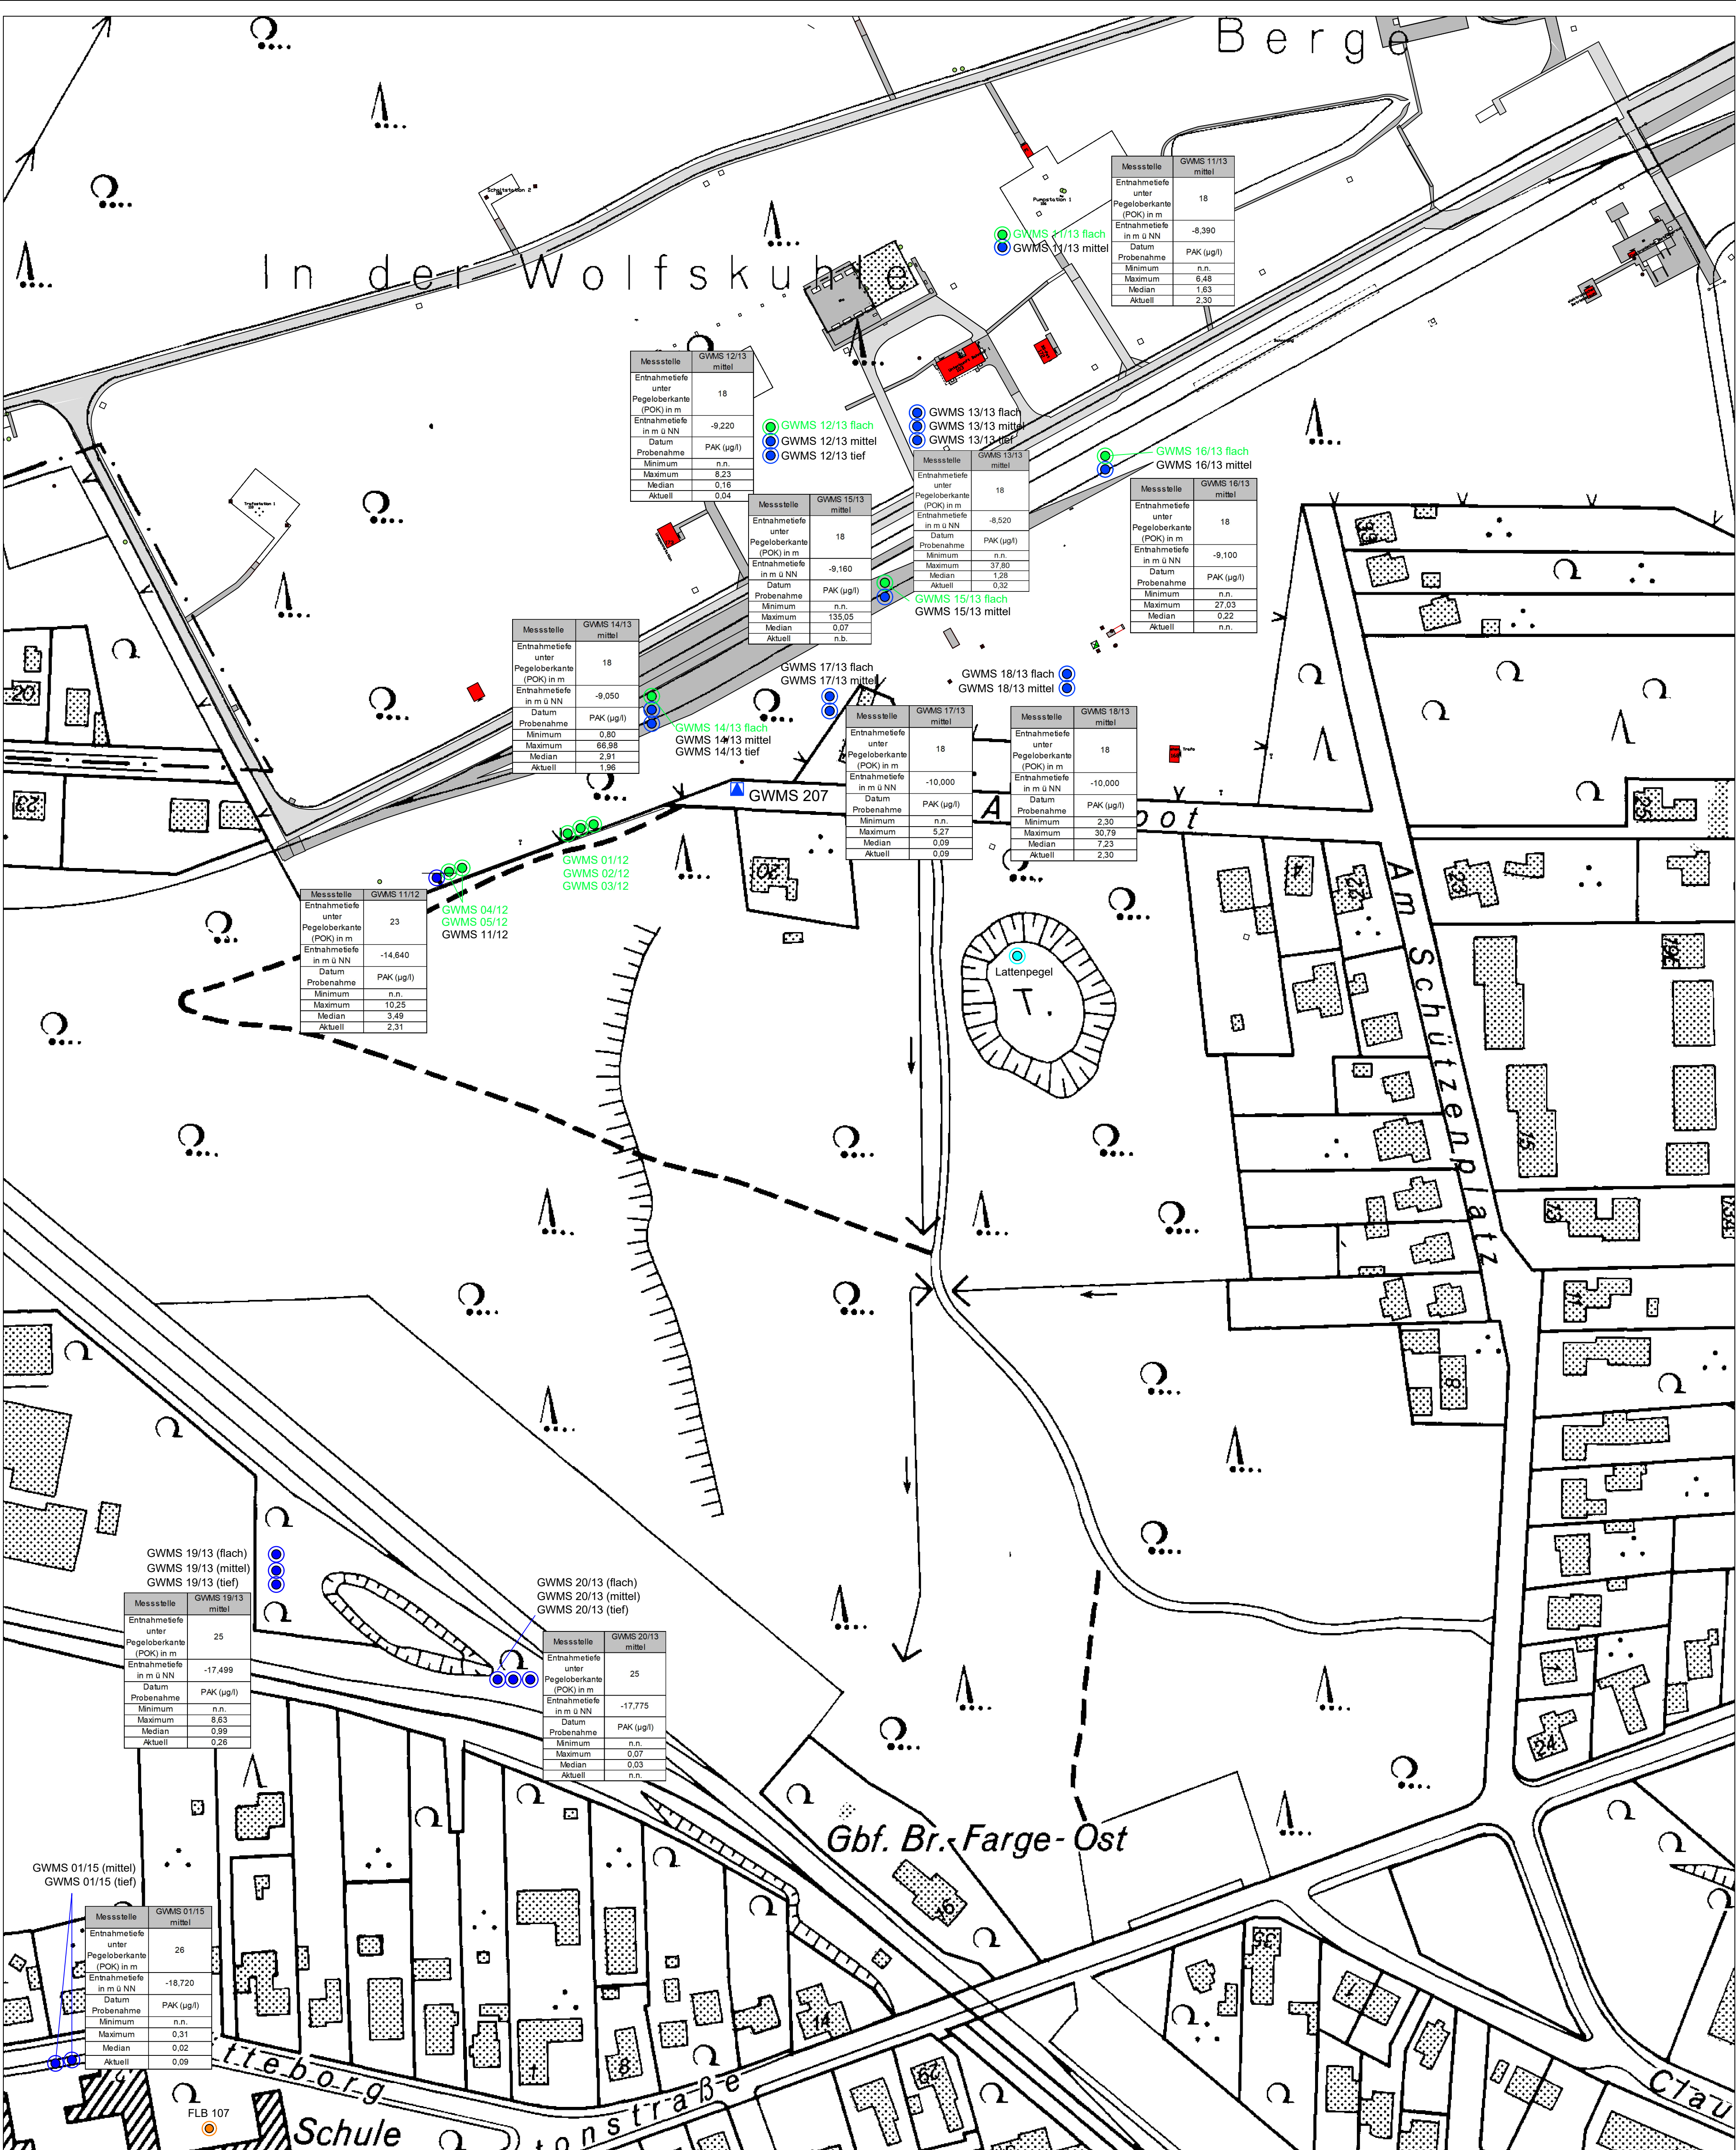 Berge
In der Wolfskuhle
Schaltstation 2
Pumpstation 1
Trafostation 1
GWMS 11/13 flach
GWMS 11/13 mittel
Messstelle GWMS 11/13 mittel
Entnahmetiefe unter Pegeloberkante (POK) in m 18
Entnahmetiefe in m ü NN -8,390
Datum Probenahme PAK (µg/l)
Minimum n.n.
Maximum 6,48
Median 1,63
Aktuell 2,30
Messstelle GWMS 12/13 mittel
Entnahmetiefe unter Pegeloberkante (POK) in m 18
Entnahmetiefe in m ü NN -9,220
Datum Probenahme PAK (µg/l)
Minimum n.n.
Maximum 8,23
Median 0,16
Aktuell 0,04
GWMS 12/13 flach
GWMS 12/13 mittel
GWMS 12/13 tief
GWMS 13/13 flach
GWMS 13/13 mittel
GWMS 13/13 tief
Messstelle GWMS 13/13 mittel
Entnahmetiefe unter Pegeloberkante (POK) in m 18
Entnahmetiefe in m ü NN -8,520
Datum Probenahme PAK (µg/l)
Minimum n.n.
Maximum 37,80
Median 1,28
Aktuell 0,32
GWMS 16/13 flach
GWMS 16/13 mittel
Messstelle GWMS 16/13 mittel
Entnahmetiefe unter Pegeloberkante (POK) in m 18
Entnahmetiefe in m ü NN -9,100
Datum Probenahme PAK (µg/l)
Minimum n.n.
Maximum 27,03
Median 0,22
Aktuell n.n.
Messstelle GWMS 15/13 mittel
Entnahmetiefe unter Pegeloberkante (POK) in m 18
Entnahmetiefe in m ü NN -9,160
Datum Probenahme PAK (µg/l)
Minimum n.n.
Maximum 135,05
Median 0,07
Aktuell n.b.
GWMS 15/13 flach
GWMS 15/13 mittel
Messstelle GWMS 14/13 mittel
Entnahmetiefe unter Pegeloberkante (POK) in m 18
Entnahmetiefe in m ü NN -9,050
Datum Probenahme PAK (µg/l)
Minimum 0,80
Maximum 66,98
Median 2,91
Aktuell 1,96
GWMS 14/13 flach
GWMS 14/13 mittel
GWMS 14/13 tief
GWMS 17/13 flach
GWMS 17/13 mittel
GWMS 18/13 flach
GWMS 18/13 mittel
Messstelle GWMS 17/13 mittel
Entnahmetiefe unter Pegeloberkante (POK) in m 18
Entnahmetiefe in m ü NN -10,000
Datum Probenahme PAK (µg/l)
Minimum n.n.
Maximum 5,27
Median 0,09
Aktuell 0,09
Messstelle GWMS 18/13 mittel
Entnahmetiefe unter Pegeloberkante (POK) in m 18
Entnahmetiefe in m ü NN -10,000
Datum Probenahme PAK (µg/l)
Minimum 2,30
Maximum 30,79
Median 7,23
Aktuell 2,30
GWMS 207
GWMS 01/12
GWMS 02/12
GWMS 03/12
GWMS 04/12
GWMS 05/12
GWMS 11/12
Messstelle GWMS 11/12
Entnahmetiefe unter Pegeloberkante (POK) in m 23
Entnahmetiefe in m ü NN -14,640
Datum Probenahme PAK (µg/l)
Minimum n.n.
Maximum 10,25
Median 3,49
Aktuell 2,31
Lattenpegel
T.
Am Schützenplatz
20
23
20
22
23
15
13
11
8
GWMS 19/13 (flach)
GWMS 19/13 (mittel)
GWMS 19/13 (tief)
Messstelle GWMS 19/13 mittel
Entnahmetiefe unter Pegeloberkante (POK) in m 25
Entnahmetiefe in m ü NN -17,499
Datum Probenahme PAK (µg/l)
Minimum n.n.
Maximum 8,63
Median 0,99
Aktuell 0,26
GWMS 20/13 (flach)
GWMS 20/13 (mittel)
GWMS 20/13 (tief)
Messstelle GWMS 20/13 mittel
Entnahmetiefe unter Pegeloberkante (POK) in m 25
Entnahmetiefe in m ü NN -17,775
Datum Probenahme PAK (µg/l)
Minimum n.n.
Maximum 0,07
Median 0,03
Aktuell n.n.
24
Gbf. Br.-Farge-Ost
16
GWMS 01/15 (mittel)
GWMS 01/15 (tief)
Messstelle GWMS 01/15 mittel
Entnahmetiefe unter Pegeloberkante (POK) in m 26
Entnahmetiefe in m ü NN -18,720
Datum Probenahme PAK (µg/l)
Minimum n.n.
Maximum 0,31
Median 0,02
Aktuell 0,09
14
1
8
29
35
1
tteborg
tonstraße
Clau
FLB 107
Schule